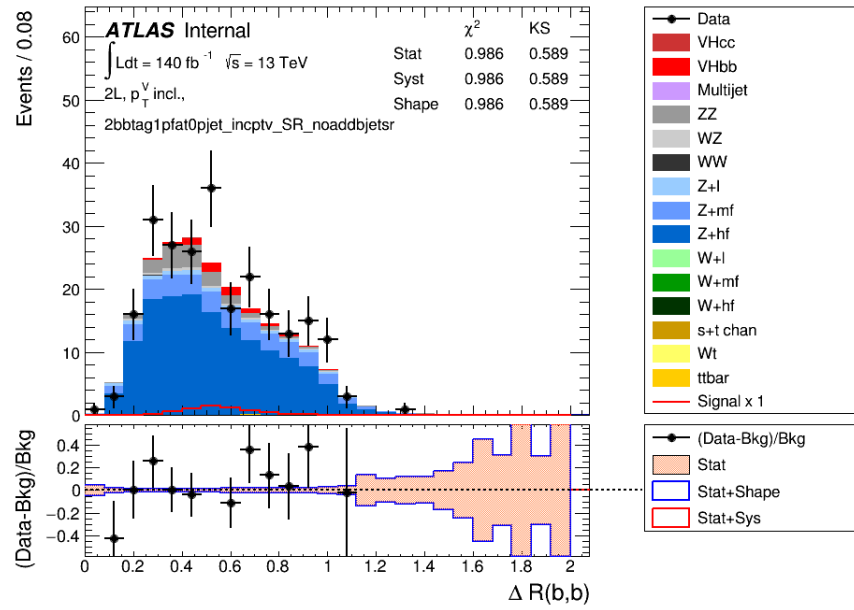 ATLAS Internal
∫Ldt = 140 fb⁻¹ √s = 13 TeV
2L, p_T^V incl.,
2bbtag1pfat0pjet_incptv_SR_noaddbjetsr
χ² KS
Stat 0.986 0.589
Syst 0.986 0.589
Shape 0.986 0.589
Events / 0.08
60
50
40
30
20
10
0
Data
VHcc
VHbb
Multijet
ZZ
WZ
WW
Z+l
Z+mf
Z+hf
W+l
W+mf
W+hf
s+t chan
Wt
ttbar
Signal x 1
(Data-Bkg)/Bkg
0.4
0.2
0
−0.2
−0.4
(Data-Bkg)/Bkg
Stat
Stat+Shape
Stat+Sys
0 0.2 0.4 0.6 0.8 1 1.2 1.4 1.6 1.8 2
Δ R(b,b)